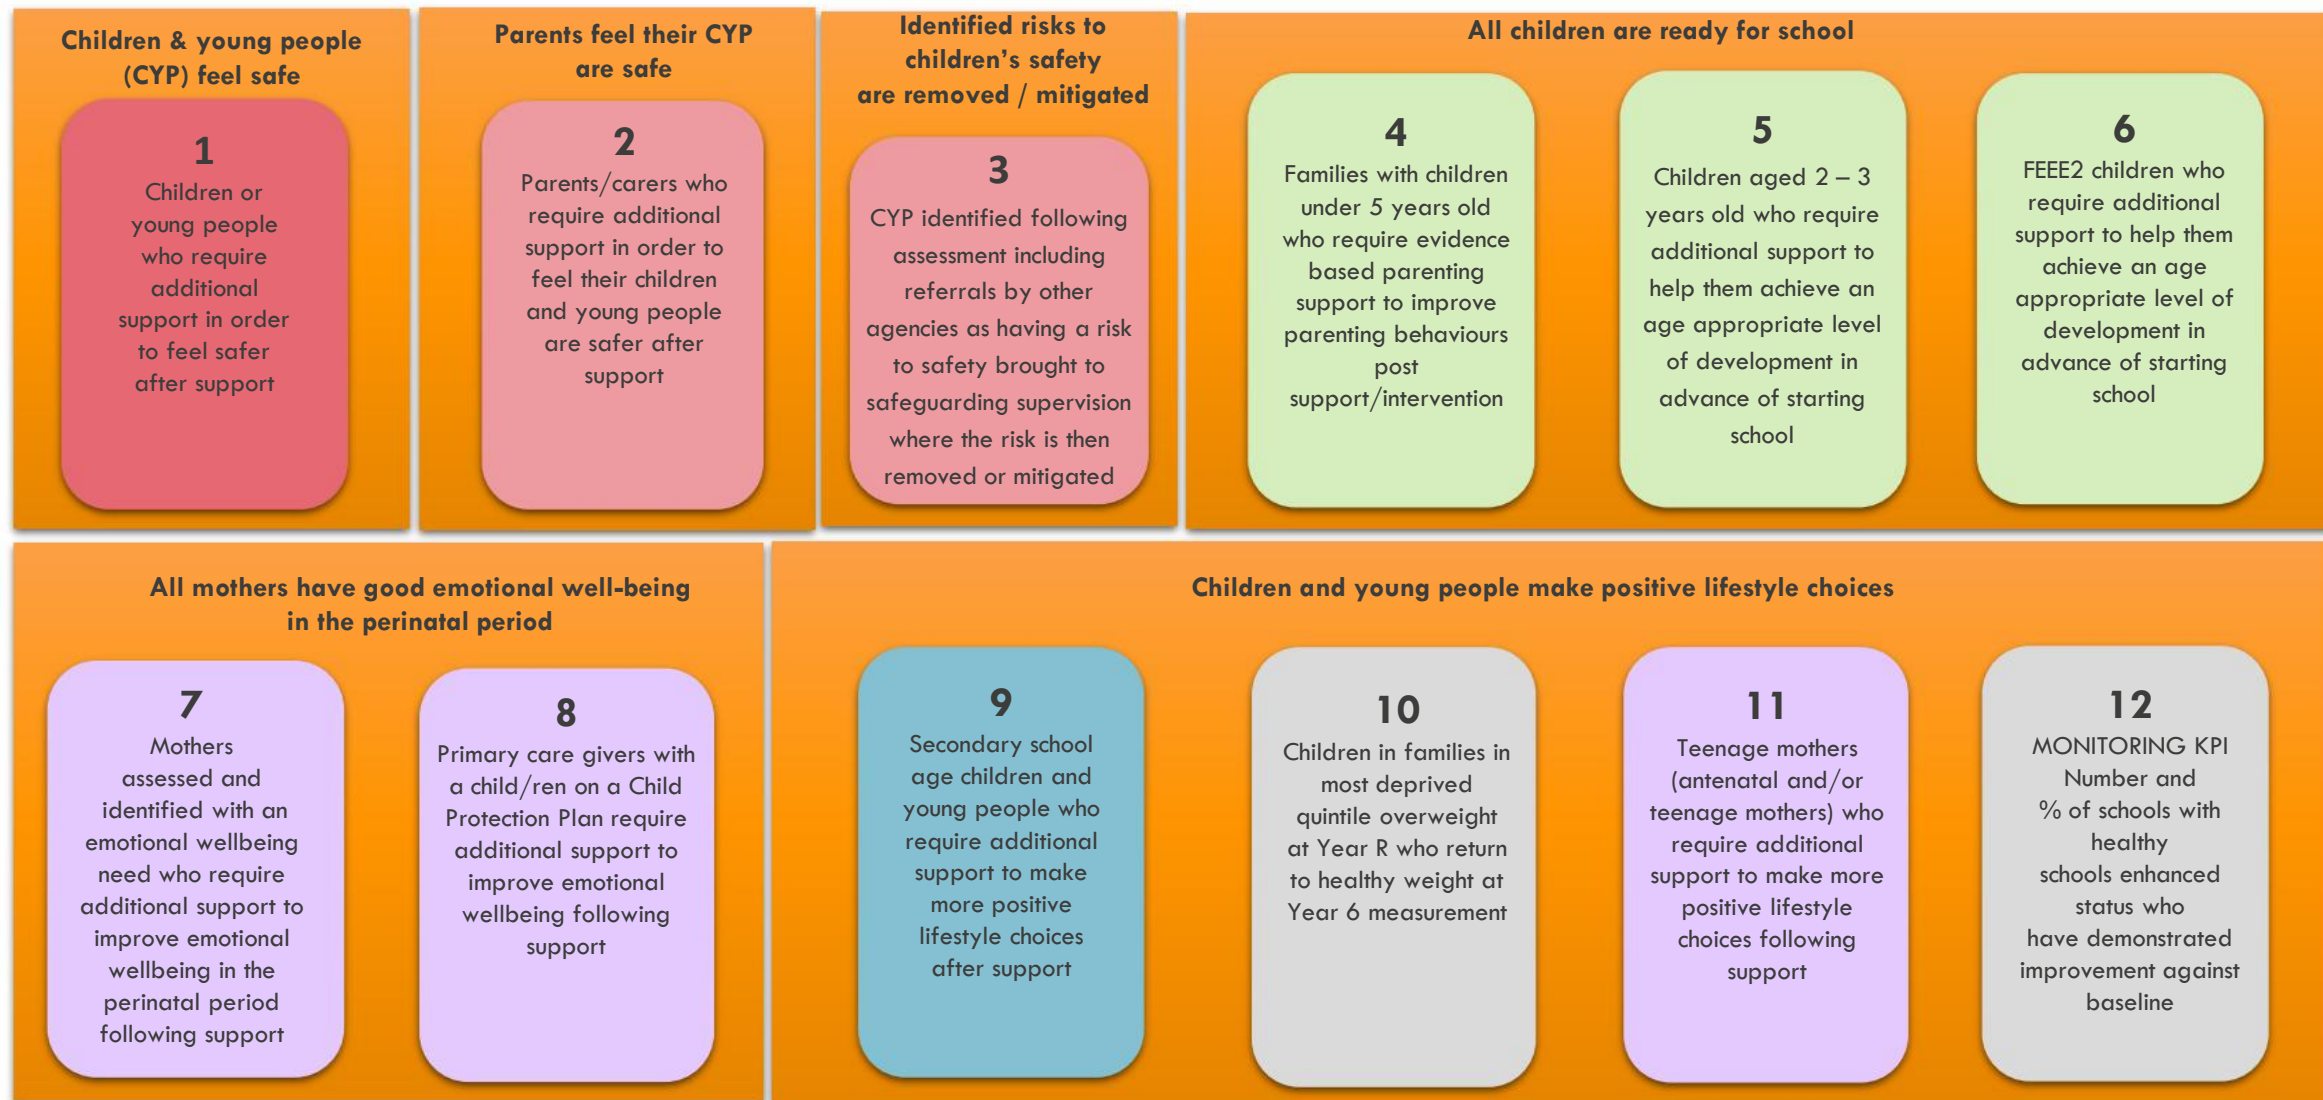 Children & young people
(CYP) feel safe
1
Children or
young people
who require
additional
support in order
to feel safer
after support
Parents feel their CYP
are safe
2
Parents/carers who
require additional
support in order to
feel their children
and young people
are safer after
support
Identified risks to
children's safety
are removed / mitigated
3
CYP identified following
assessment including
referrals by other
agencies as having a risk
to safety brought to
safeguarding supervision
where the risk is then
removed or mitigated
All children are ready for school
4
Families with children
under 5 years old
who require evidence
based parenting
support to improve
parenting behaviours
post
support/intervention
5
Children aged 2 – 3
years old who require
additional support to
help them achieve an
age appropriate level
of development in
advance of starting
school
6
FEEE2 children who
require additional
support to help them
achieve an age
appropriate level of
development in
advance of starting
school
All mothers have good emotional well-being
in the perinatal period
7
Mothers
assessed and
identified with an
emotional wellbeing
need who require
additional support to
improve emotional
wellbeing in the
perinatal period
following support
8
Primary care givers with
a child/ren on a Child
Protection Plan require
additional support to
improve emotional
wellbeing following
support
Children and young people make positive lifestyle choices
9
Secondary school
age children and
young people who
require additional
support to make
more positive
lifestyle choices
after support
10
Children in families in
most deprived
quintile overweight
at Year R who return
to healthy weight at
Year 6 measurement
11
Teenage mothers
(antenatal and/or
teenage mothers) who
require additional
support to make more
positive lifestyle
choices following
support
12
MONITORING KPI
Number and
% of schools with
healthy
schools enhanced
status who
have demonstrated
improvement against
baseline